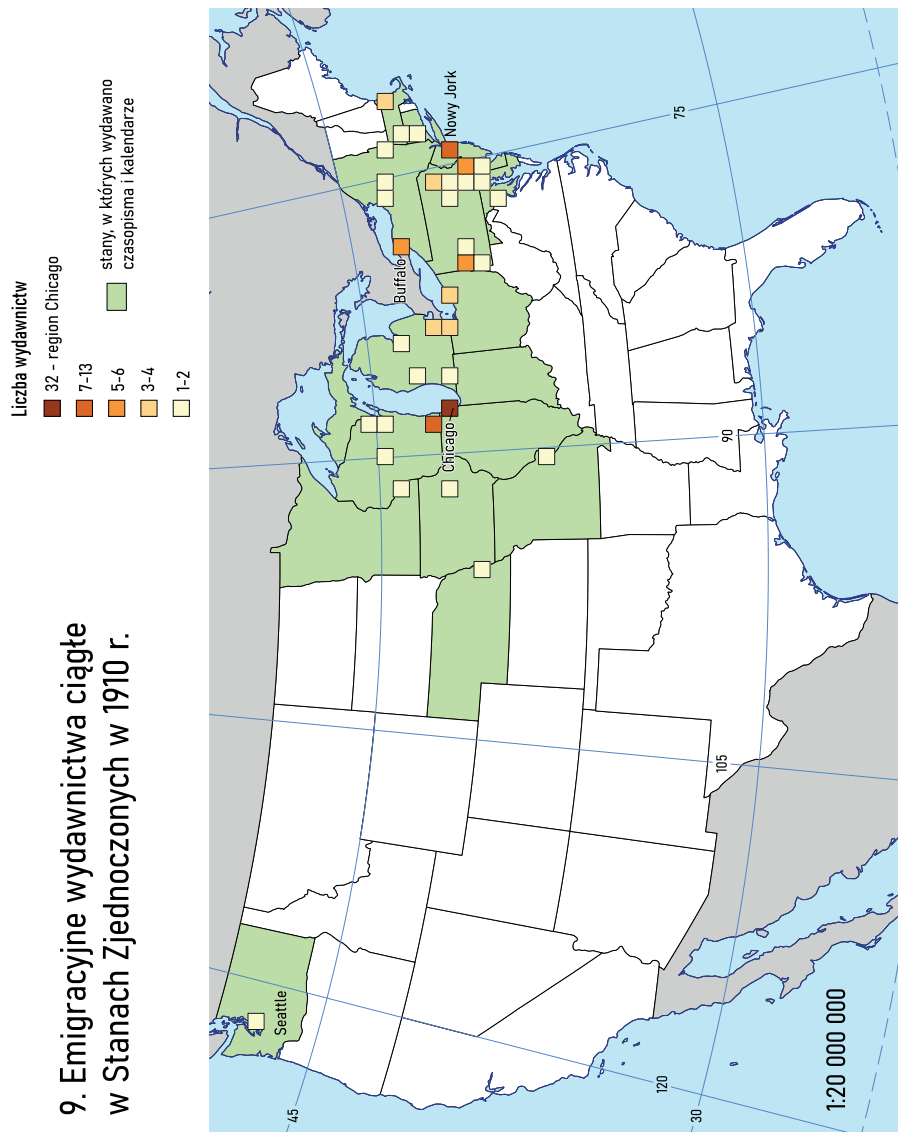 9. Emigracyjne wydawnictwa ciągłe
w Stanach Zjednoczonych w 1910 r.
Liczba wydawnictw
32 – region Chicago
7–13
5–6
3–4
1–2
stany, w których wydawano
czasopisma i kalendarze
Seattle
Chicago
Buffalo
Nowy Jork
45
30
120
105
90
75
1:20 000 000